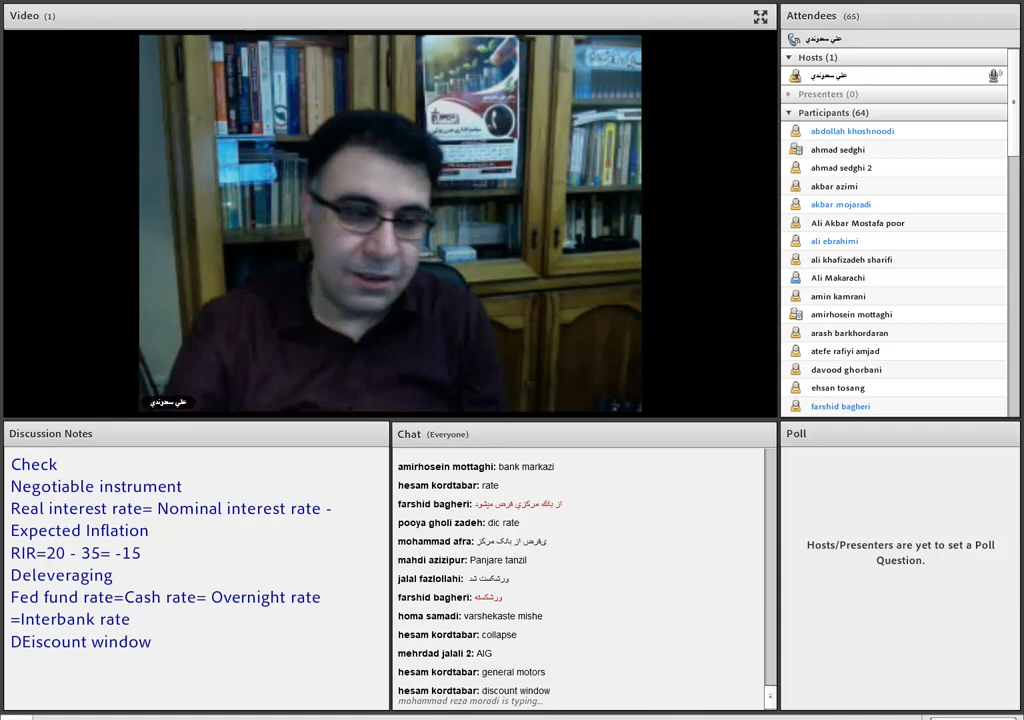 Video (1)
علي سعدوندي
Attendees (65)
علي سعدوندي
Hosts (1)
علي سعدوندي
Presenters (0)
Participants (64)
abdollah khoshnoodi
ahmad sedghi
ahmad sedghi 2
akbar azimi
akbar mojaradi
Ali Akbar Mostafa poor
ali ebrahimi
ali khafizadeh sharifi
Ali Makarachi
amin kamrani
amirhosein mottaghi
arash barkhordaran
atefe rafiyi amjad
davood ghorbani
ehsan tosang
farshid bagheri
Discussion Notes
Check
Negotiable instrument
Real interest rate= Nominal interest rate -
Expected Inflation
RIR=20 - 35= -15
Deleveraging
Fed fund rate=Cash rate= Overnight rate
=Interbank rate
DEiscount window
Chat (Everyone)
amirhosein mottaghi: bank markazi
hesam kordtabar: rate
farshid bagheri: از بانك مركزي قرض ميشود
pooya gholi zadeh: dic rate
mohammad afra: یقرض از بانک مرکز
mahdi azizipur: Panjare tanzil
jalal fazlollahi: ورشکست شد
farshid bagheri: ورشكسته
homa samadi: varshekaste mishe
hesam kordtabar: collapse
mehrdad jalali 2: AIG
hesam kordtabar: general motors
hesam kordtabar: discount window
mohammad reza moradi is typing...
Poll
Hosts/Presenters are yet to set a Poll
Question.